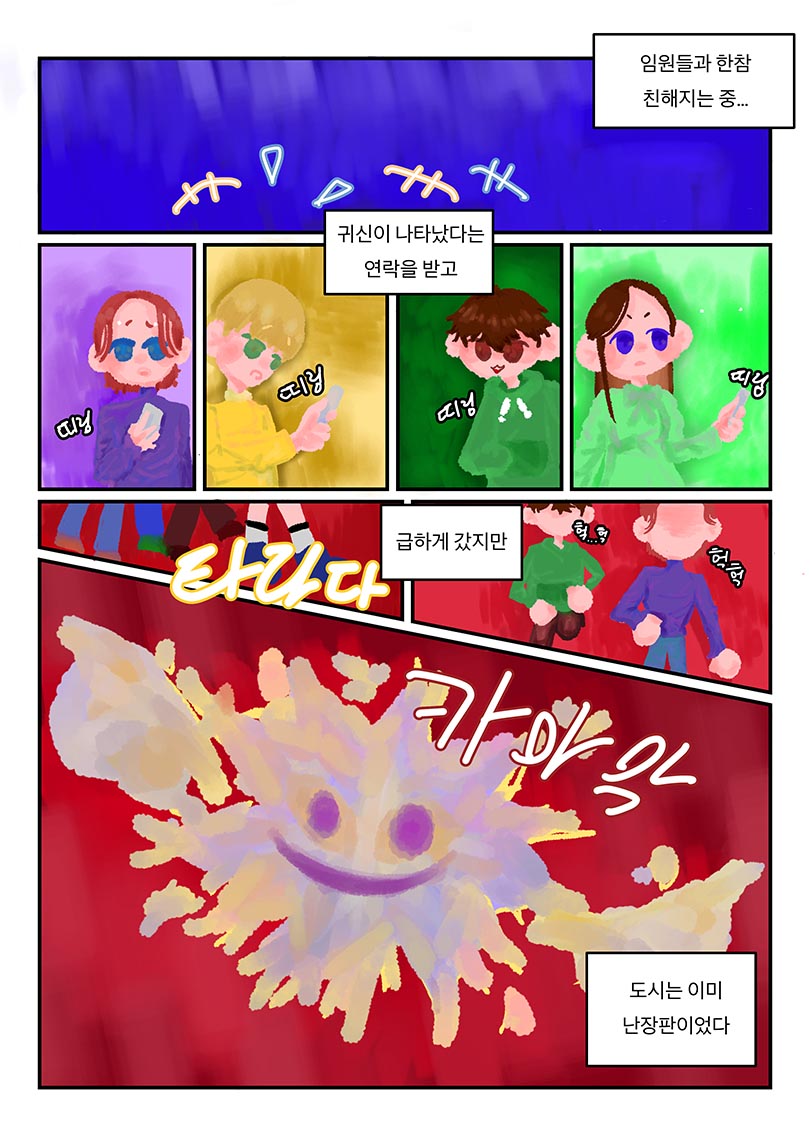 임원들과 한참
친해지는 중...
귀신이 나타났다는
연락을 받고
띠링
띠링
띠링
띠링
급하게 갔지만
타라다
헉...헉
헉헉
카마악
도시는 이미
난장판이었다